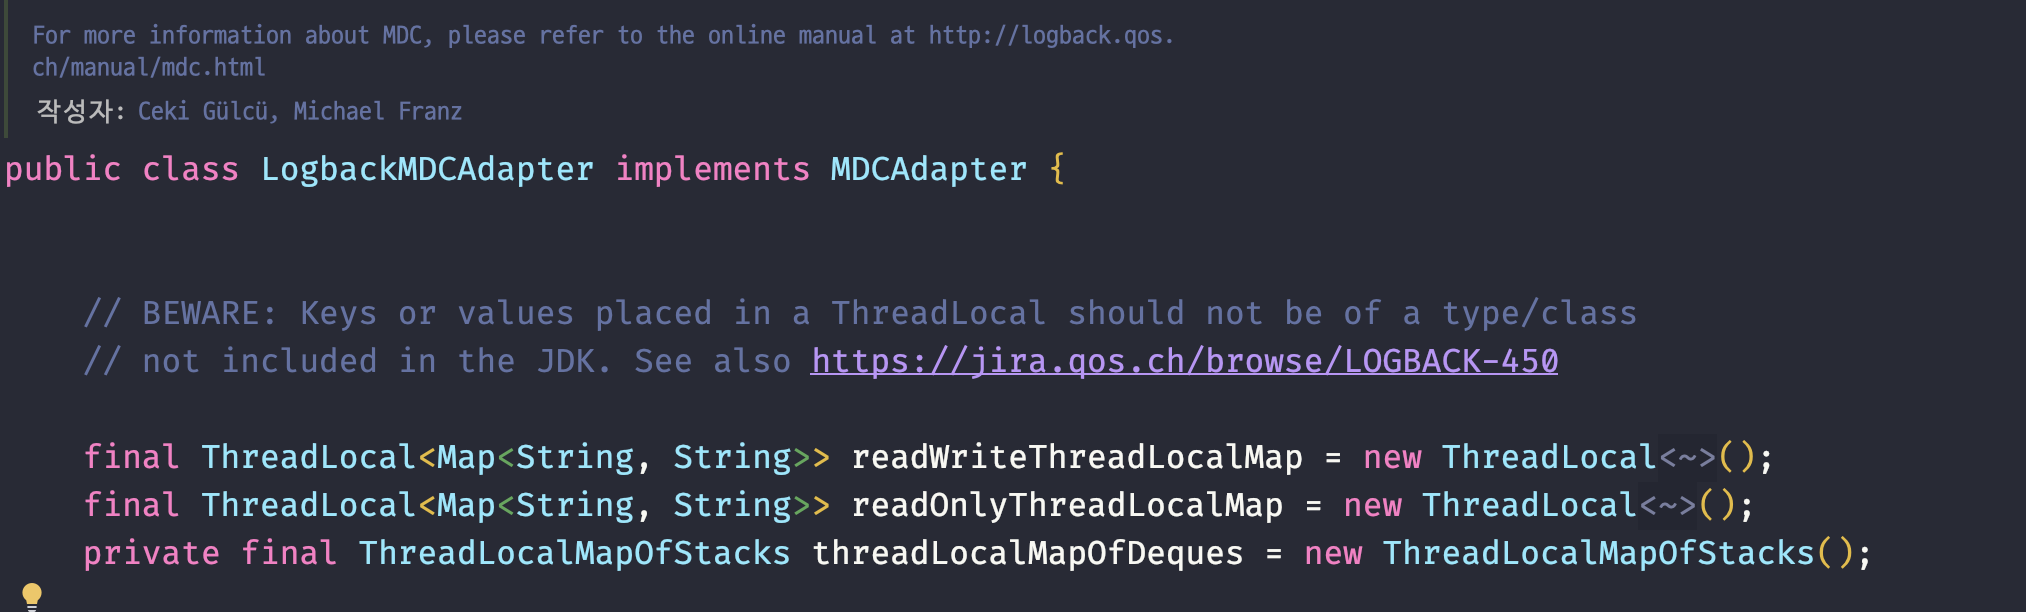 For more information about MDC, please refer to the online manual at http://logback.qos.
ch/manual/mdc.html
작성자: Ceki Gülcü, Michael Franz
public class LogbackMDCAdapter implements MDCAdapter {
// BEWARE: Keys or values placed in a ThreadLocal should not be of a type/class
// not included in the JDK. See also https://jira.qos.ch/browse/LOGBACK-450
final ThreadLocal<Map<String, String>> readWriteThreadLocalMap = new ThreadLocal<~>();
final ThreadLocal<Map<String, String>> readOnlyThreadLocalMap = new ThreadLocal<~>();
private final ThreadLocalMapOfStacks threadLocalMapOfDeques = new ThreadLocalMapOfStacks();